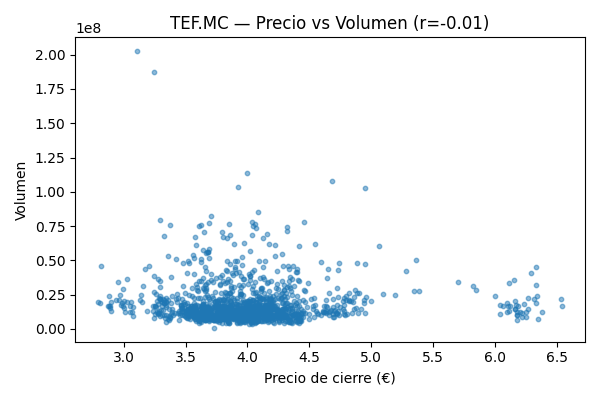 TEF.MC — Precio vs Volumen (r=-0.01)
1e8
2.00
1.75
1.50
1.25
1.00
0.75
0.50
0.25
0.00
Volumen
3.0 3.5 4.0 4.5 5.0 5.5 6.0 6.5
Precio de cierre (€)